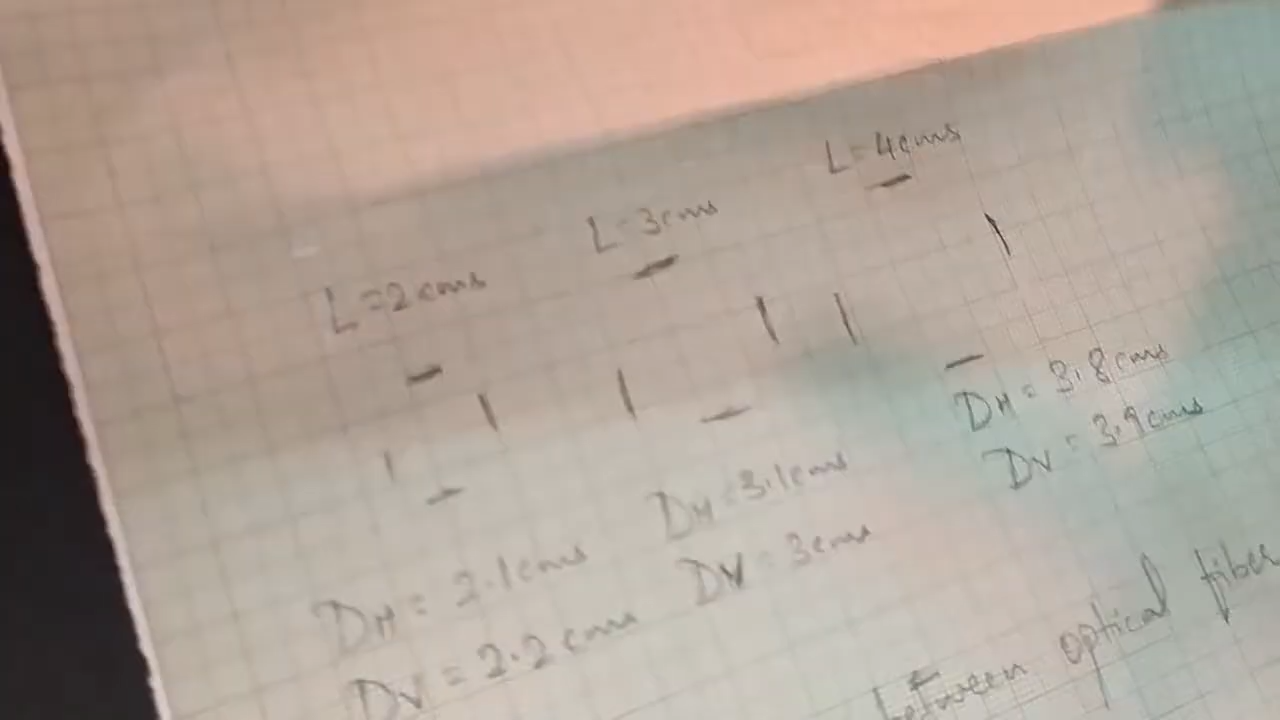 L=2cms
DH = 2.1cms
DV = 2.2cms
L=3cms
DH=3.1cms
DV=3cms
L=4cms
DH = 3.8cms
DV = 3.9cms
between optical fiber